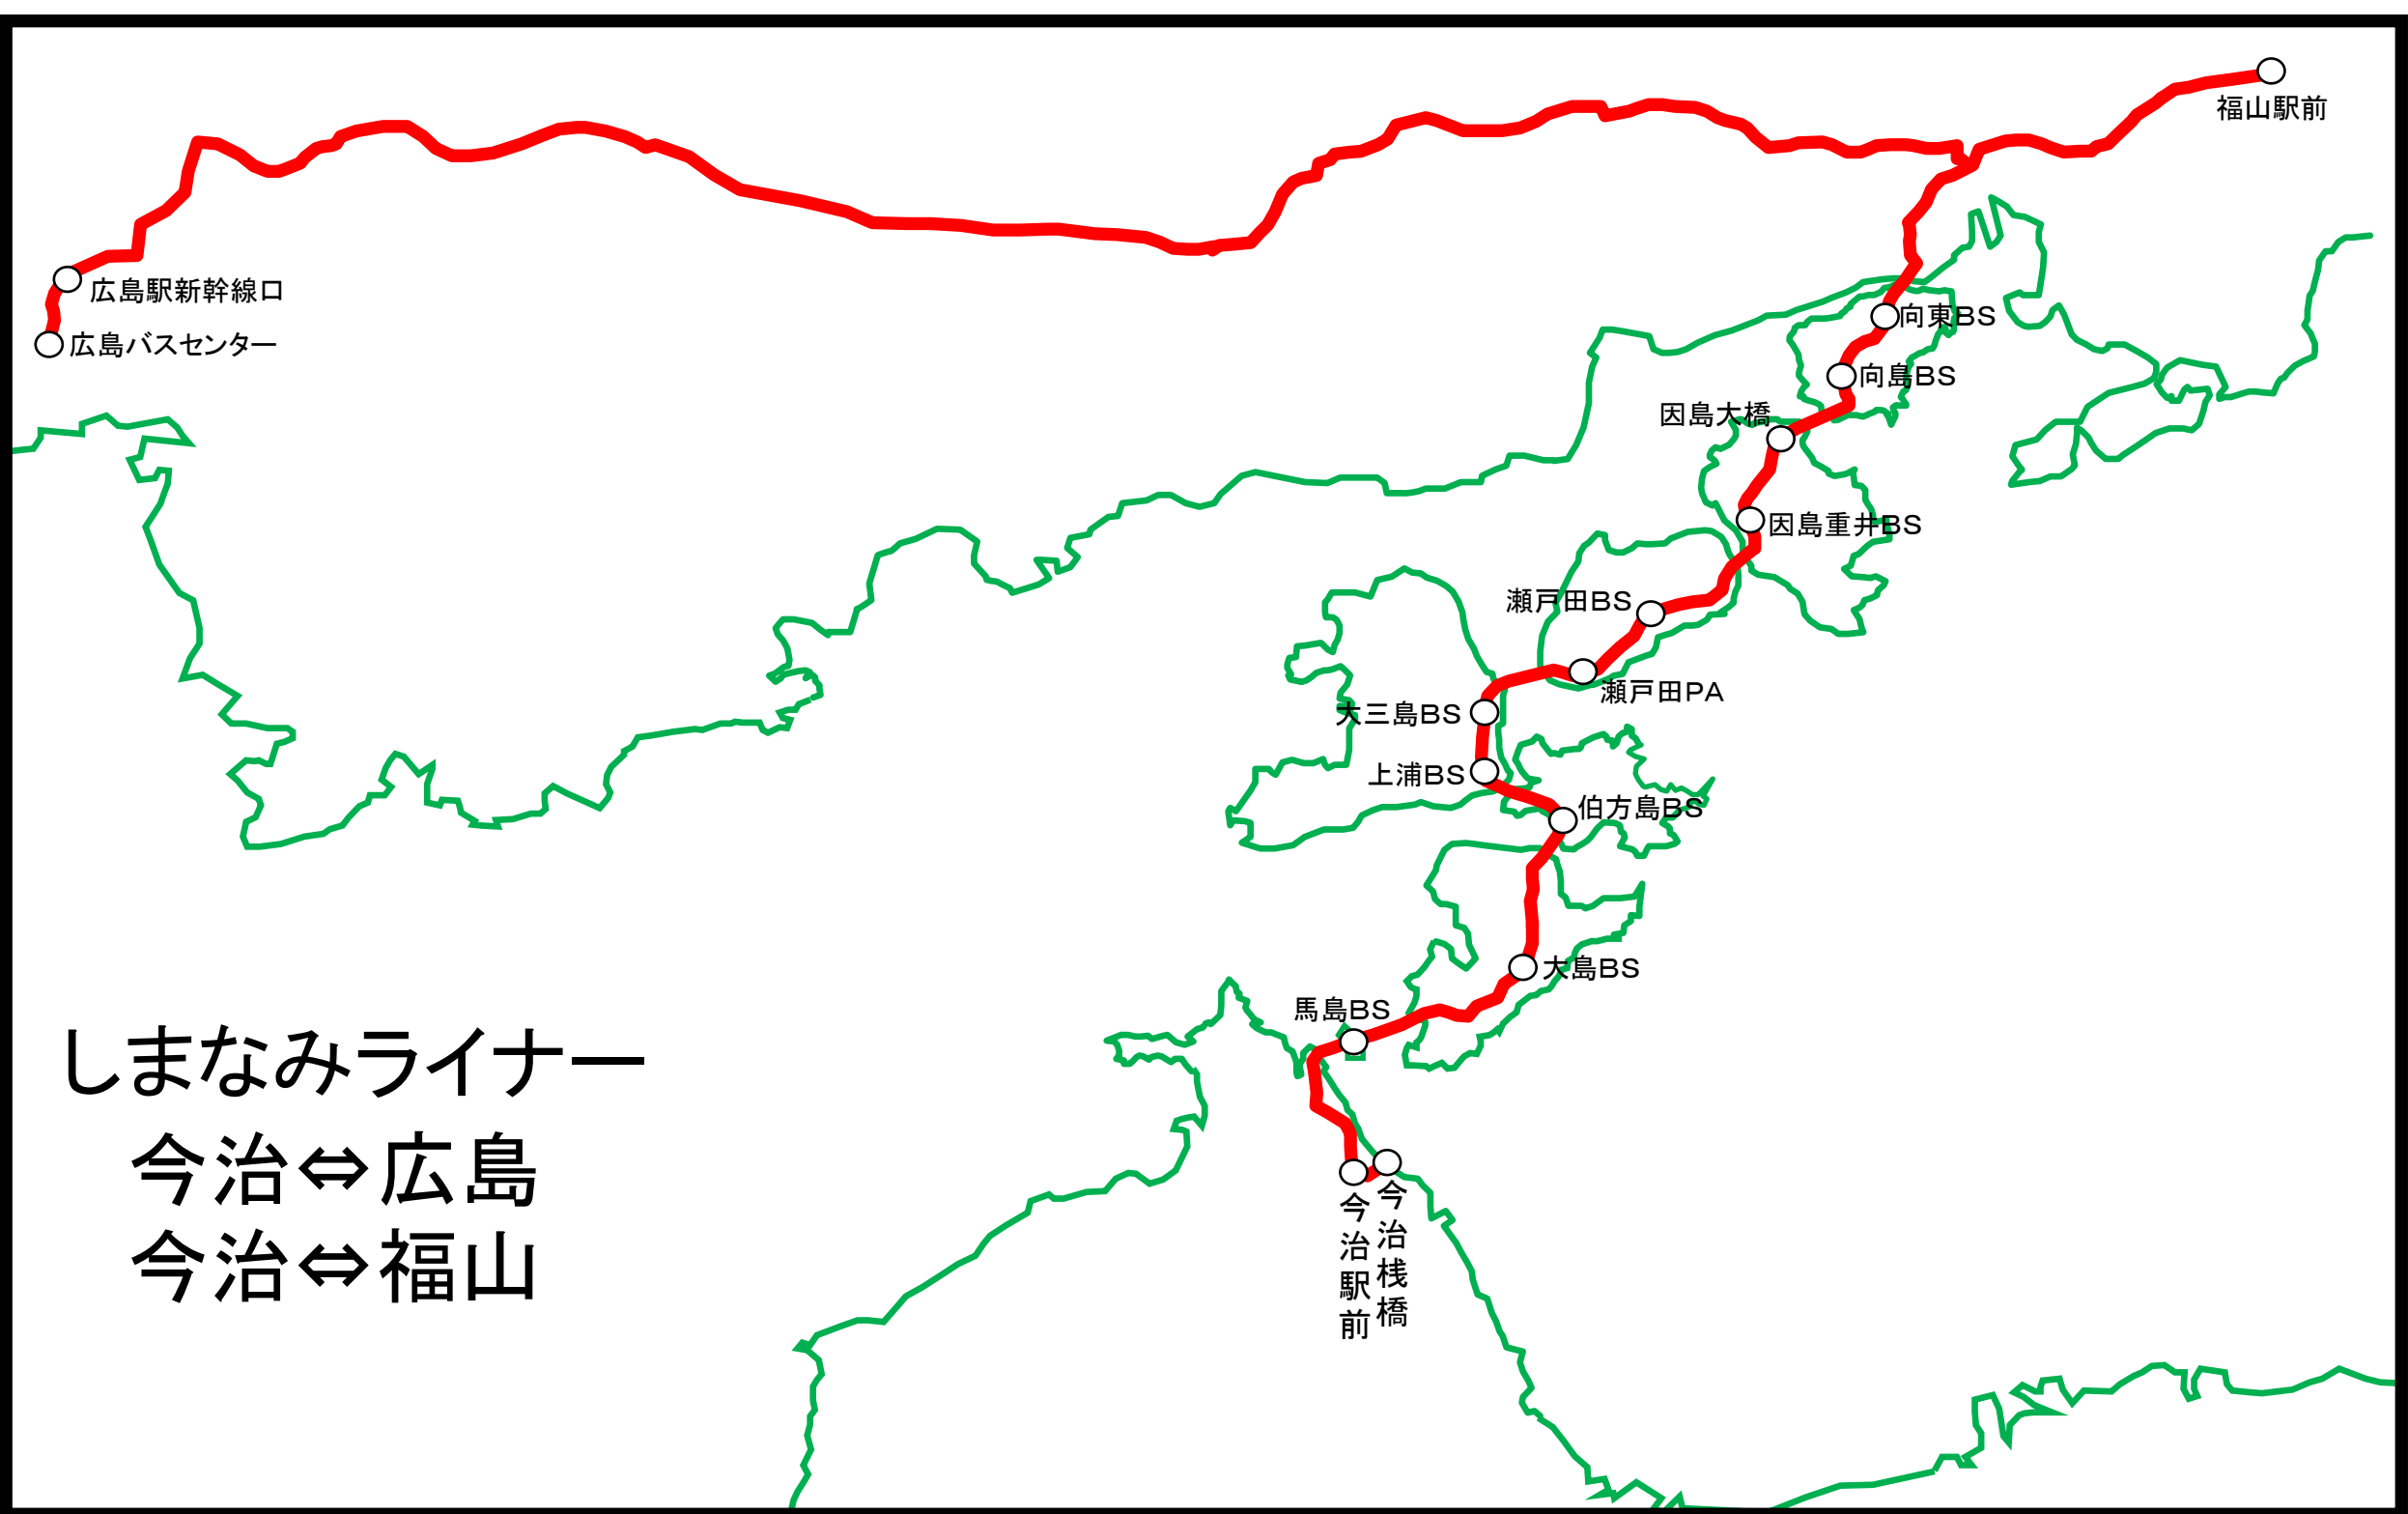 福山駅前
広島駅新幹線口
広島バスセンター
向東BS
向島BS
因島大橋
因島重井BS
瀬戸田BS
瀬戸田PA
大三島BS
上浦BS
伯方島BS
大島BS
馬島BS
しまなみライナー
今治⇔広島
今治⇔福山
今治桟橋
今治駅前